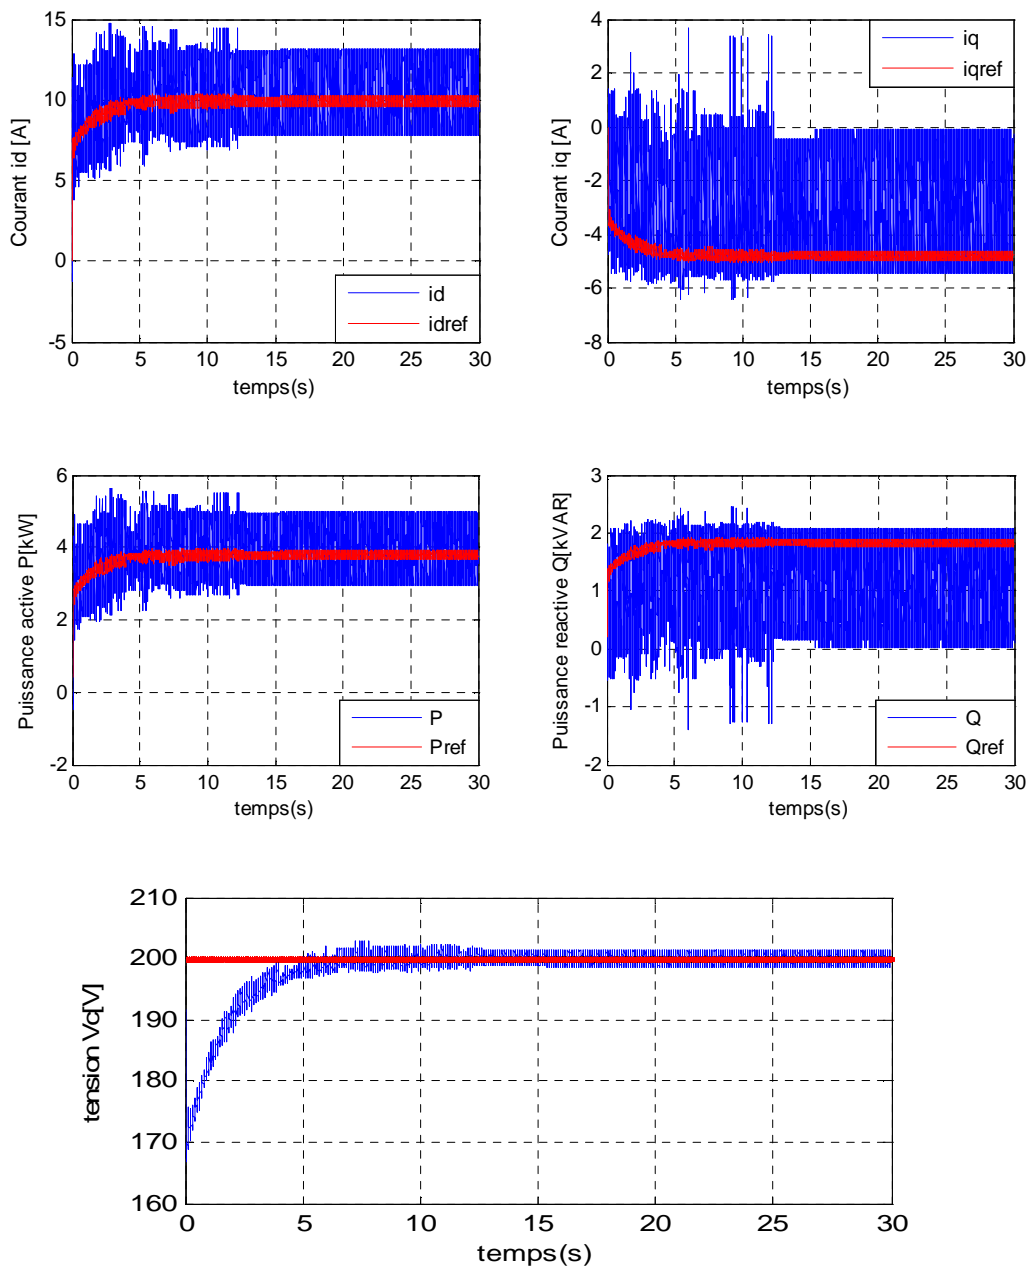 15
10
5
0
-5
Courant id [A]
id
idref
0 5 10 15 20 25 30
temps(s)
4
2
0
-2
-4
-6
-8
Courant iq [A]
iq
iqref
0 5 10 15 20 25 30
temps(s)
6
4
2
0
-2
Puissance active P[kW]
P
Pref
0 5 10 15 20 25 30
temps(s)
3
2
1
0
-1
-2
Puissance reactive Q[kVAR]
Q
Qref
0 5 10 15 20 25 30
temps(s)
210
200
190
180
170
160
tension Vc[V]
0 5 10 15 20 25 30
temps(s)